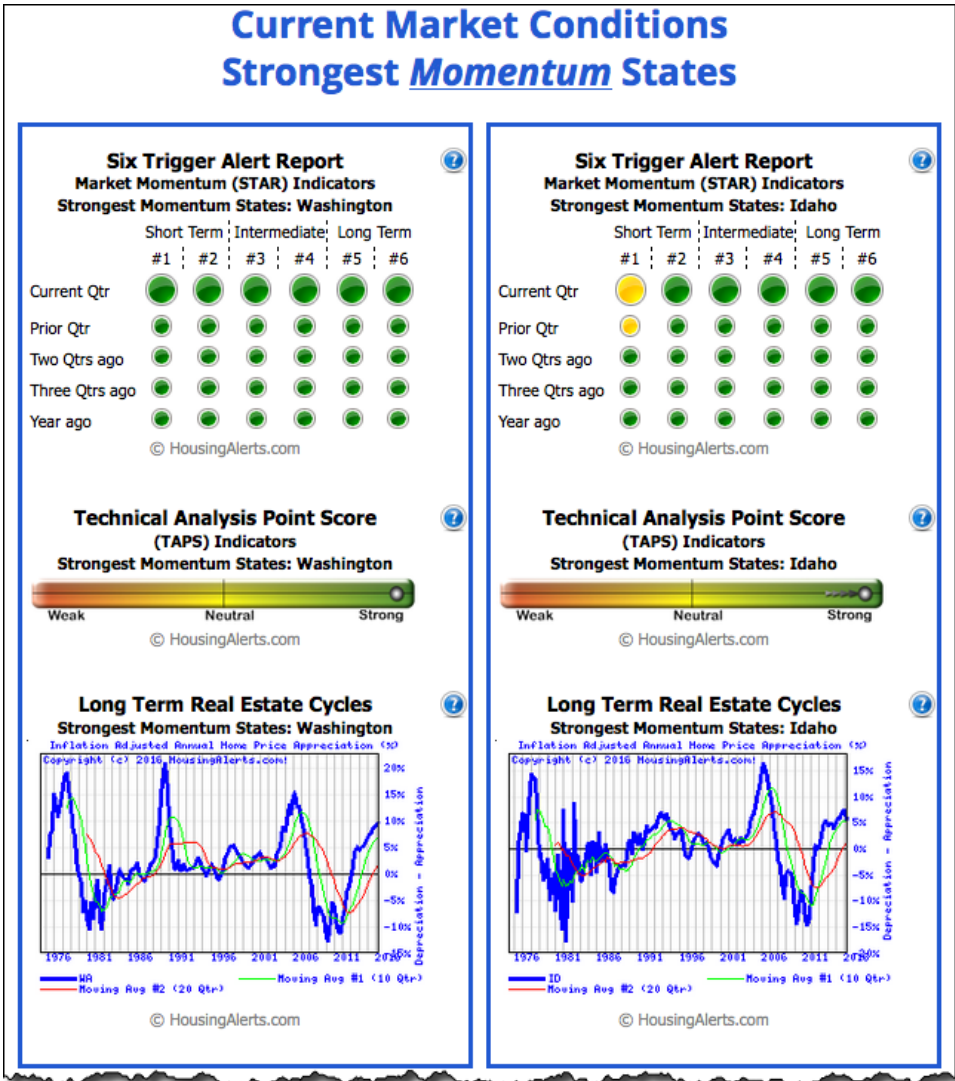 Current Market Conditions
Strongest Momentum States
Six Trigger Alert Report
?
Market Momentum (STAR) Indicators
Strongest Momentum States: Washington
Short Term Intermediate Long Term
#1 #2 #3 #4 #5 #6
Current Qtr
Prior Qtr
Two Qtrs ago
Three Qtrs ago
Year ago
© HousingAlerts.com
Technical Analysis Point Score
?
(TAPS) Indicators
Strongest Momentum States: Washington
Weak Neutral Strong
© HousingAlerts.com
Long Term Real Estate Cycles
?
Strongest Momentum States: Washington
Inflation Adjusted Annual Home Price Appreciation (%)
Copyright (c) 2016 HousingAlerts.com!
20%
15%
10%
5%
0%
-5%
-10%
-15%
Depreciation - Appreciation
1976 1981 1986 1991 1996 2001 2006 2011
WA
Moving Avg #1 (10 Qtr)
Moving Avg #2 (20 Qtr)
© HousingAlerts.com
Six Trigger Alert Report
?
Market Momentum (STAR) Indicators
Strongest Momentum States: Idaho
Short Term Intermediate Long Term
#1 #2 #3 #4 #5 #6
Current Qtr
Prior Qtr
Two Qtrs ago
Three Qtrs ago
Year ago
© HousingAlerts.com
Technical Analysis Point Score
?
(TAPS) Indicators
Strongest Momentum States: Idaho
Weak Neutral Strong
© HousingAlerts.com
Long Term Real Estate Cycles
?
Strongest Momentum States: Idaho
Inflation Adjusted Annual Home Price Appreciation (%)
Copyright (c) 2016 HousingAlerts.com!
15%
10%
5%
0%
-5%
-10%
-15%
Depreciation - Appreciation
1976 1981 1986 1991 1996 2001 2006 2011
ID
Moving Avg #1 (10 Qtr)
Moving Avg #2 (20 Qtr)
© HousingAlerts.com